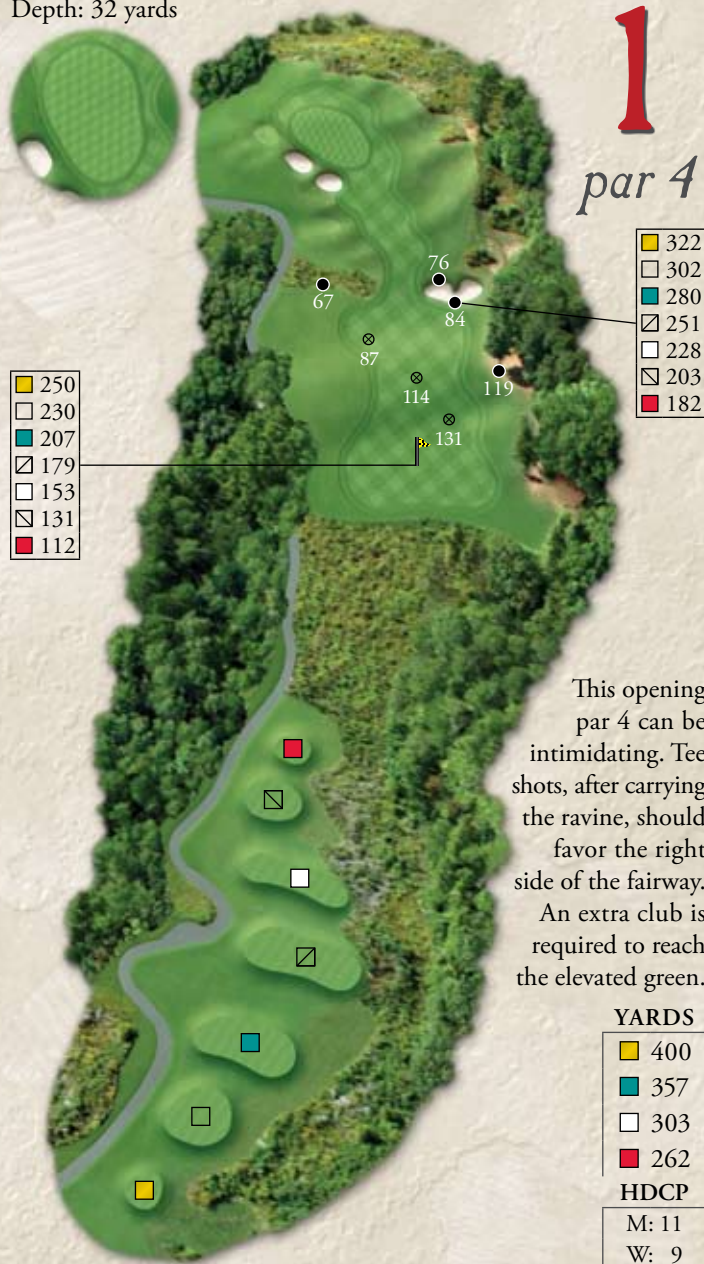 Depth: 32 yards
1
par 4
322
302
280
251
228
203
182
76
67
84
87
119
114
131
250
230
207
179
153
131
112
This opening
par 4 can be
intimidating. Tee
shots, after carrying
the ravine, should
favor the right
side of the fairway.
An extra club is
required to reach
the elevated green.
YARDS
400
357
303
262
HDCP
M: 11
W: 9